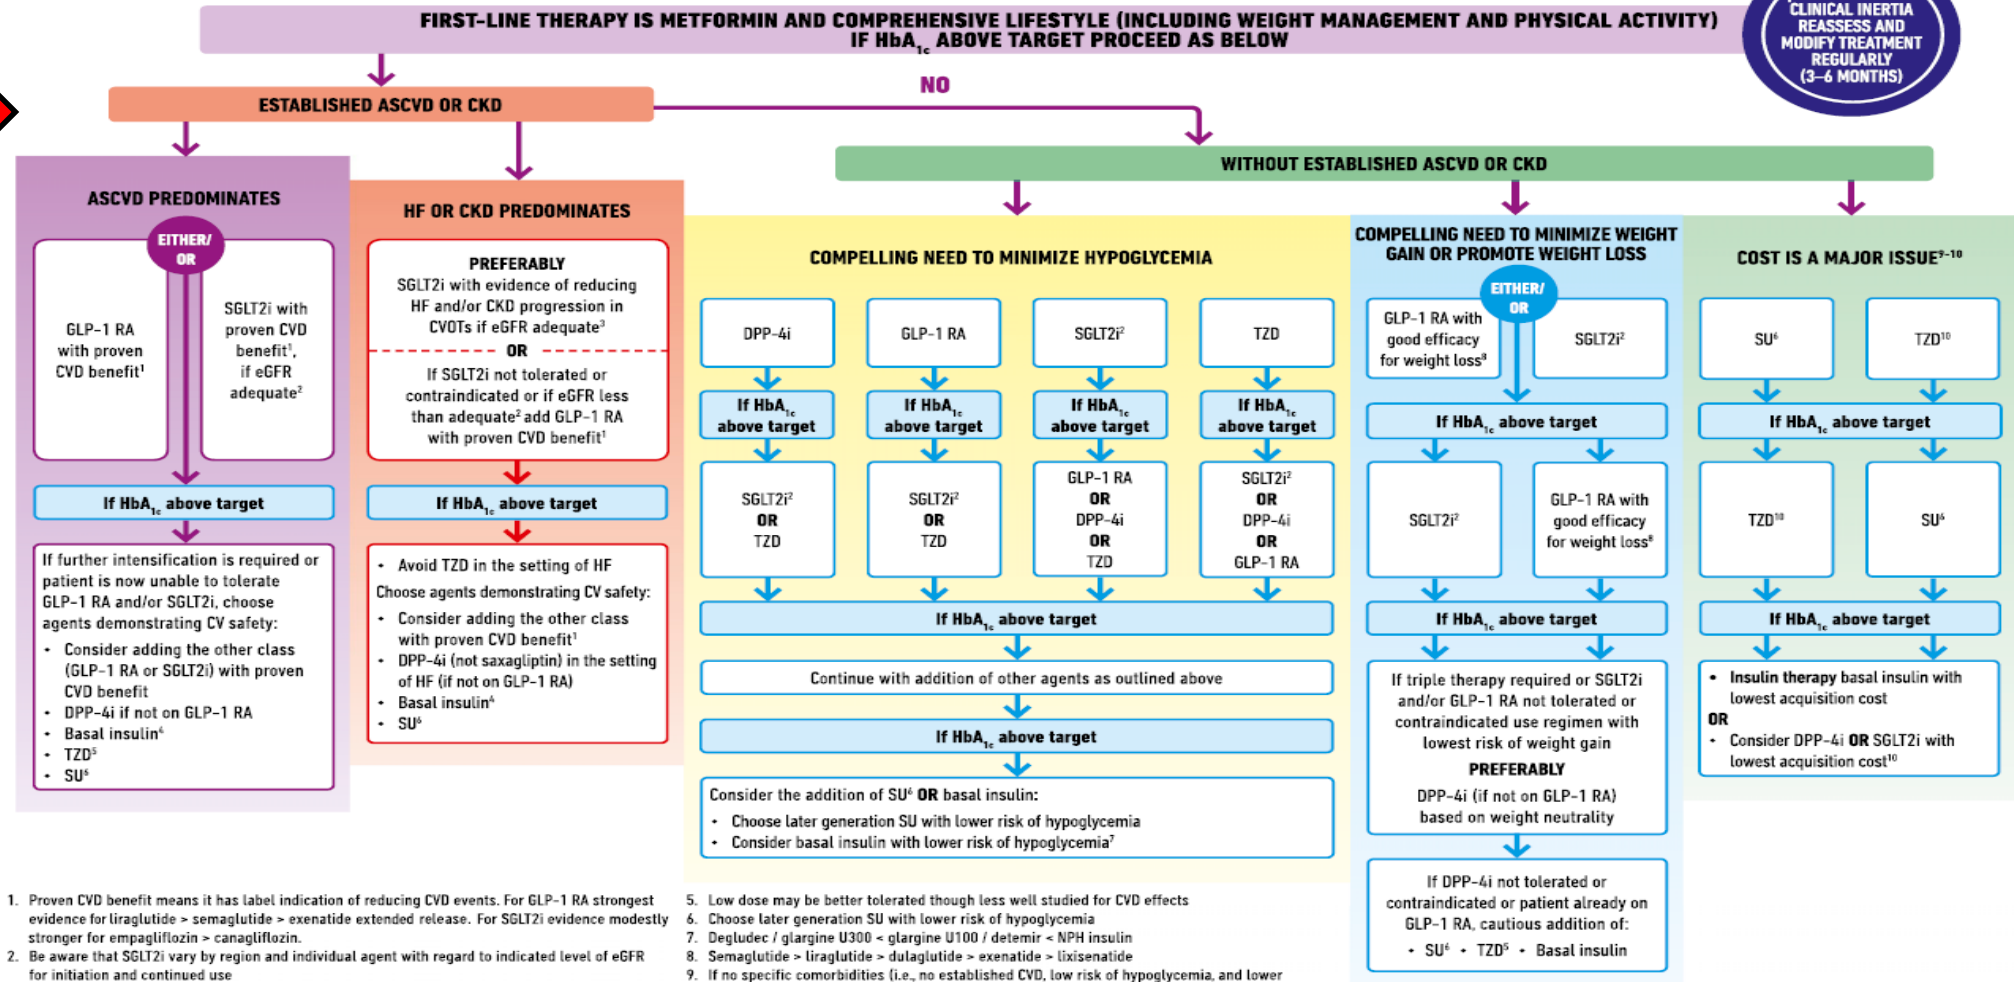 FIRST-LINE THERAPY IS METFORMIN AND COMPREHENSIVE LIFESTYLE (INCLUDING WEIGHT MANAGEMENT AND PHYSICAL ACTIVITY)
IF HbA1c ABOVE TARGET PROCEED AS BELOW
CLINICAL INERTIA
REASSESS AND
MODIFY TREATMENT
REGULARLY
(3–6 MONTHS)
NO
ESTABLISHED ASCVD OR CKD
WITHOUT ESTABLISHED ASCVD OR CKD
ASCVD PREDOMINATES
EITHER/
OR
GLP-1 RA
with proven
CVD benefit¹
SGLT2i with
proven CVD
benefit¹,
if eGFR
adequate²
If HbA1c above target
If further intensification is required or
patient is now unable to tolerate
GLP-1 RA and/or SGLT2i, choose
agents demonstrating CV safety:
• Consider adding the other class
(GLP-1 RA or SGLT2i) with proven
CVD benefit
• DPP-4i if not on GLP-1 RA
• Basal insulin⁴
• TZD⁵
• SU⁶
HF OR CKD PREDOMINATES
PREFERABLY
SGLT2i with evidence of reducing
HF and/or CKD progression in
CVOTs if eGFR adequate³
OR
If SGLT2i not tolerated or
contraindicated or if eGFR less
than adequate² add GLP-1 RA
with proven CVD benefit¹
If HbA1c above target
• Avoid TZD in the setting of HF
Choose agents demonstrating CV safety:
• Consider adding the other class
with proven CVD benefit¹
• DPP-4i (not saxagliptin) in the setting
of HF (if not on GLP-1 RA)
• Basal insulin⁴
• SU⁶
COMPELLING NEED TO MINIMIZE HYPOGLYCEMIA
DPP-4i
GLP-1 RA
SGLT2i²
TZD
If HbA1c
above target
If HbA1c
above target
If HbA1c
above target
If HbA1c
above target
SGLT2i²
OR
TZD
SGLT2i²
OR
TZD
GLP-1 RA
OR
DPP-4i
OR
TZD
SGLT2i²
OR
DPP-4i
OR
GLP-1 RA
If HbA1c above target
Continue with addition of other agents as outlined above
If HbA1c above target
Consider the addition of SU⁶ OR basal insulin:
• Choose later generation SU with lower risk of hypoglycemia
• Consider basal insulin with lower risk of hypoglycemia⁷
COMPELLING NEED TO MINIMIZE WEIGHT
GAIN OR PROMOTE WEIGHT LOSS
EITHER/
OR
GLP-1 RA with
good efficacy
for weight loss⁸
SGLT2i²
If HbA1c above target
SGLT2i²
GLP-1 RA with
good efficacy
for weight loss⁸
If HbA1c above target
If triple therapy required or SGLT2i
and/or GLP-1 RA not tolerated or
contraindicated use regimen with
lowest risk of weight gain
PREFERABLY
DPP-4i (if not on GLP-1 RA)
based on weight neutrality
If DPP-4i not tolerated or
contraindicated or patient already on
GLP-1 RA, cautious addition of:
• SU⁶ • TZD⁵ • Basal insulin
COST IS A MAJOR ISSUE⁹⁻¹⁰
SU⁶
TZD¹⁰
If HbA1c above target
TZD¹⁰
SU⁶
If HbA1c above target
• Insulin therapy basal insulin with
lowest acquisition cost
OR
• Consider DPP-4i OR SGLT2i with
lowest acquisition cost¹⁰
1. Proven CVD benefit means it has label indication of reducing CVD events. For GLP-1 RA strongest
evidence for liraglutide > semaglutide > exenatide extended release. For SGLT2i evidence modestly
stronger for empagliflozin > canagliflozin.
2. Be aware that SGLT2i vary by region and individual agent with regard to indicated level of eGFR
for initiation and continued use
5. Low dose may be better tolerated though less well studied for CVD effects
6. Choose later generation SU with lower risk of hypoglycemia
7. Degludec / glargine U300 < glargine U100 / detemir < NPH insulin
8. Semaglutide > liraglutide > dulaglutide > exenatide > lixisenatide
9. If no specific comorbidities (i.e., no established CVD, low risk of hypoglycemia, and lower